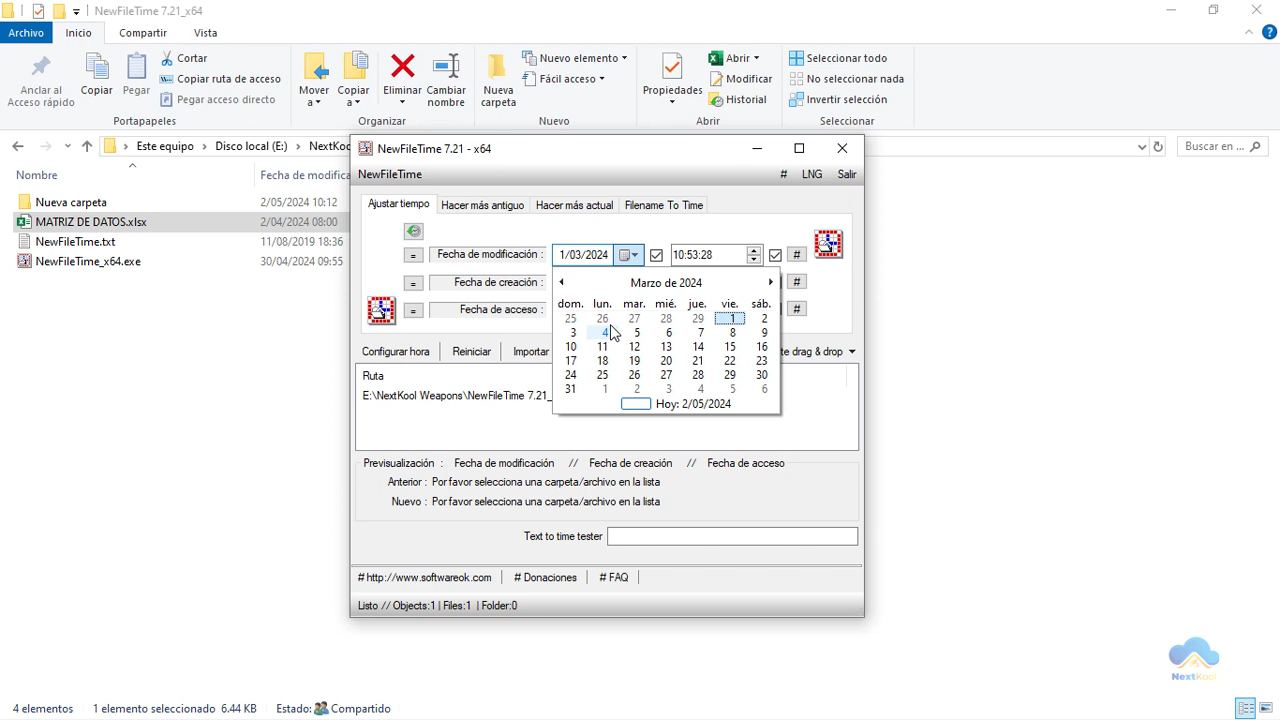 NewFileTime 7.21_x64
Archivo Inicio Compartir Vista
Anclar al Acceso rápido
Copiar
Pegar
Cortar
Copiar ruta de acceso
Pegar acceso directo
Portapapeles
Mover a
Copiar a
Eliminar
Cambiar nombre
Organizar
Nueva carpeta
Nuevo elemento
Fácil acceso
Nuevo
Propiedades
Abrir
Modificar
Historial
Abrir
Seleccionar todo
No seleccionar nada
Invertir selección
Seleccionar
Este equipo > Disco local (E:) > NextKool
Buscar en ...
Nombre Fecha de modifica
Nueva carpeta 2/05/2024 10:12
MATRIZ DE DATOS.xlsx 2/04/2024 08:00
NewFileTime.txt 11/08/2019 18:36
NewFileTime_x64.exe 30/04/2024 09:55
NewFileTime 7.21 - x64
NewFileTime # LNG Salir
Ajustar tiempo Hacer más antiguo Hacer más actual Filename To Time
= Fecha de modificación : 1/03/2024 10:53:28 #
= Fecha de creación : #
= Fecha de acceso : #
Marzo de 2024
dom. lun. mar. mié. jue. vie. sáb.
25 26 27 28 29 1 2
3 4 5 6 7 8 9
10 11 12 13 14 15 16
17 18 19 20 21 22 23
24 25 26 27 28 29 30
31 1 2 3 4 5 6
Hoy: 2/05/2024
Configurar hora Reiniciar Importar te drag & drop
Ruta
E:\NextKool Weapons\NewFileTime 7.21_
Previsualización : Fecha de modificación // Fecha de creación // Fecha de acceso
Anterior : Por favor selecciona una carpeta/archivo en la lista
Nuevo : Por favor selecciona una carpeta/archivo en la lista
Text to time tester
# http://www.softwareok.com # Donaciones # FAQ
Listo // Objects:1 | Files:1 | Folder:0
NextKool
4 elementos 1 elemento seleccionado 6.44 KB Estado: Compartido